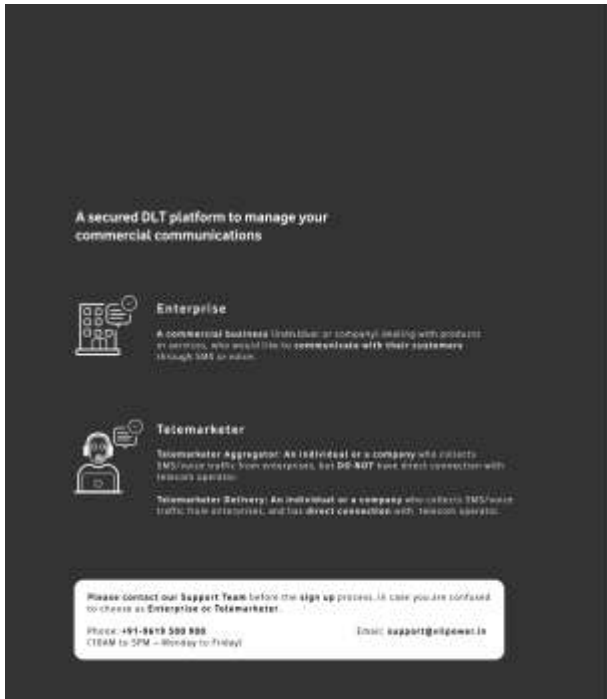 A secured DLT platform to manage your
commercial communications
Enterprise
A commercial business (individual or company) dealing with products
or services, who would like to communicate with their customers
through SMS or voice.
Telemarketer
Telemarketer Aggregator: An individual or a company who collects
SMS/voice traffic from enterprises, but DO NOT have direct connection with
telecom operator.
Telemarketer Delivery: An individual or a company who collects SMS/voice
traffic from enterprises, and has direct connection with telecom operator.
Please contact our Support Team before the sign up process, in case you are confused
to choose as Enterprise or Telemarketer.
Phone: +91-9619 500 900
Email: support@vilpower.in
(10AM to 5PM – Monday to Friday)